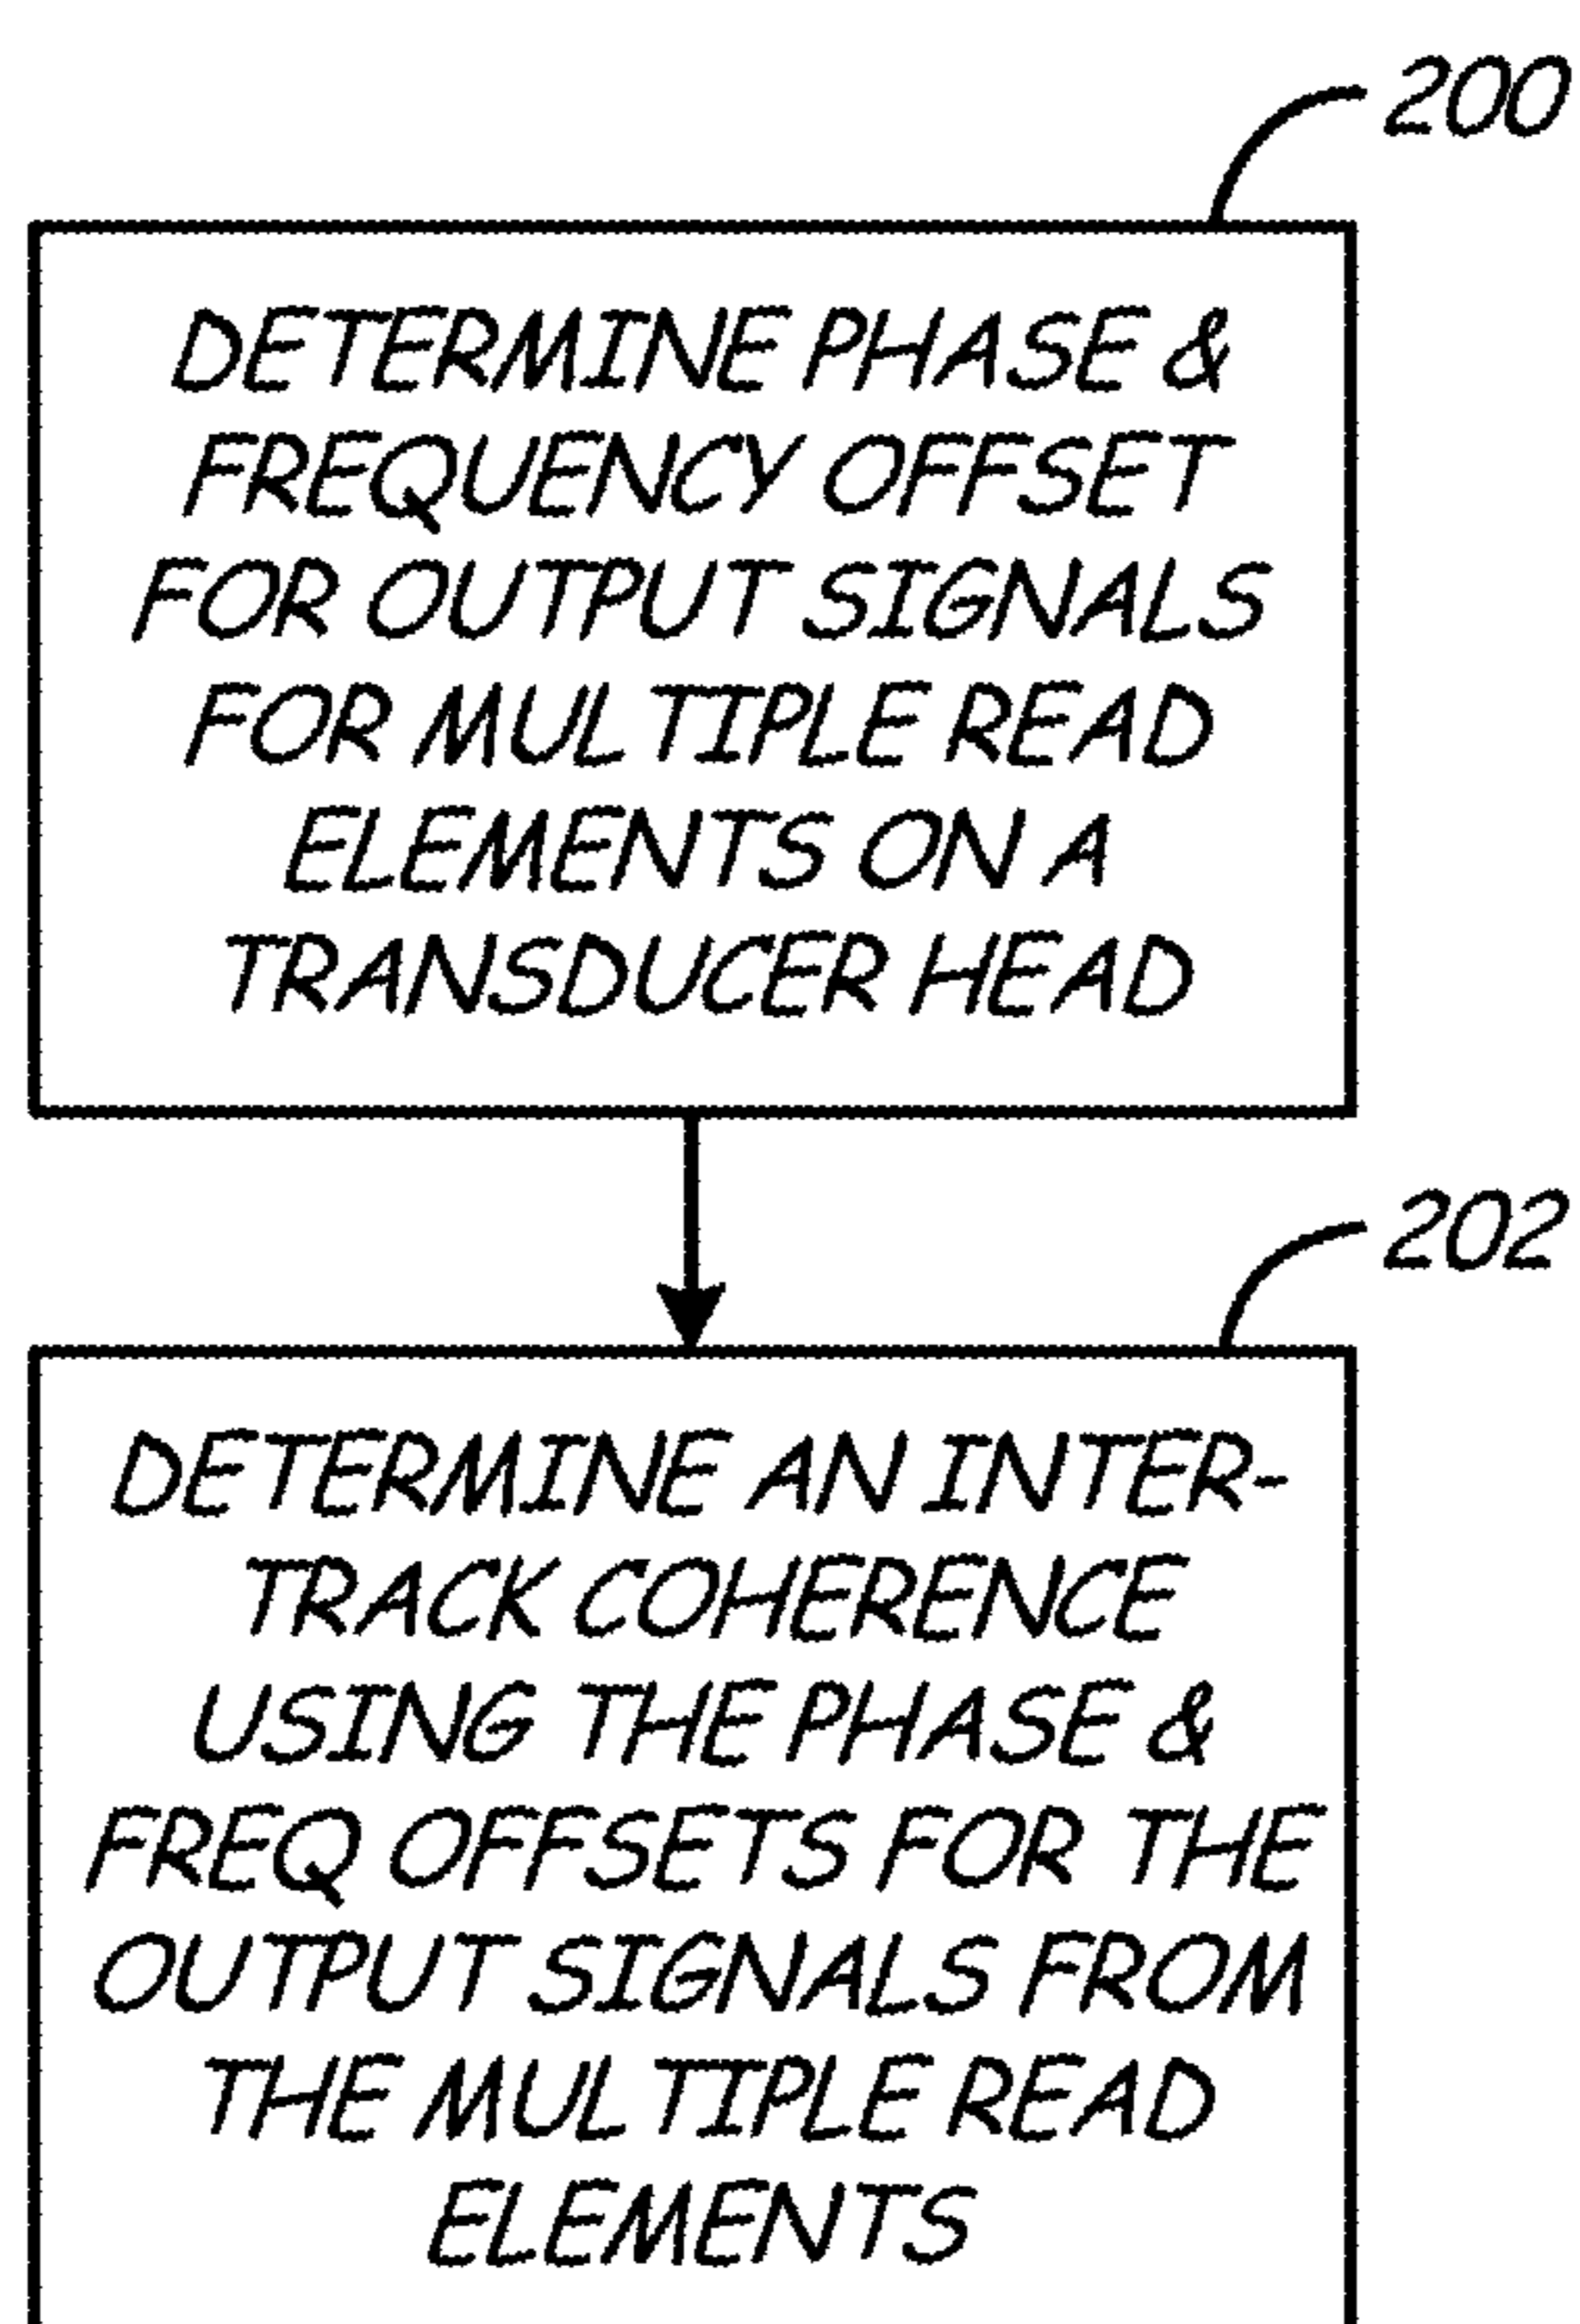 200
DETERMINE PHASE &
FREQUENCY OFFSET
FOR OUTPUT SIGNALS
FOR MULTIPLE READ
ELEMENTS ON A
TRANSDUCER HEAD
202
DETERMINE AN INTER-
TRACK COHERENCE
USING THE PHASE &
FREQ OFFSETS FOR THE
OUTPUT SIGNALS FROM
THE MULTIPLE READ
ELEMENTS